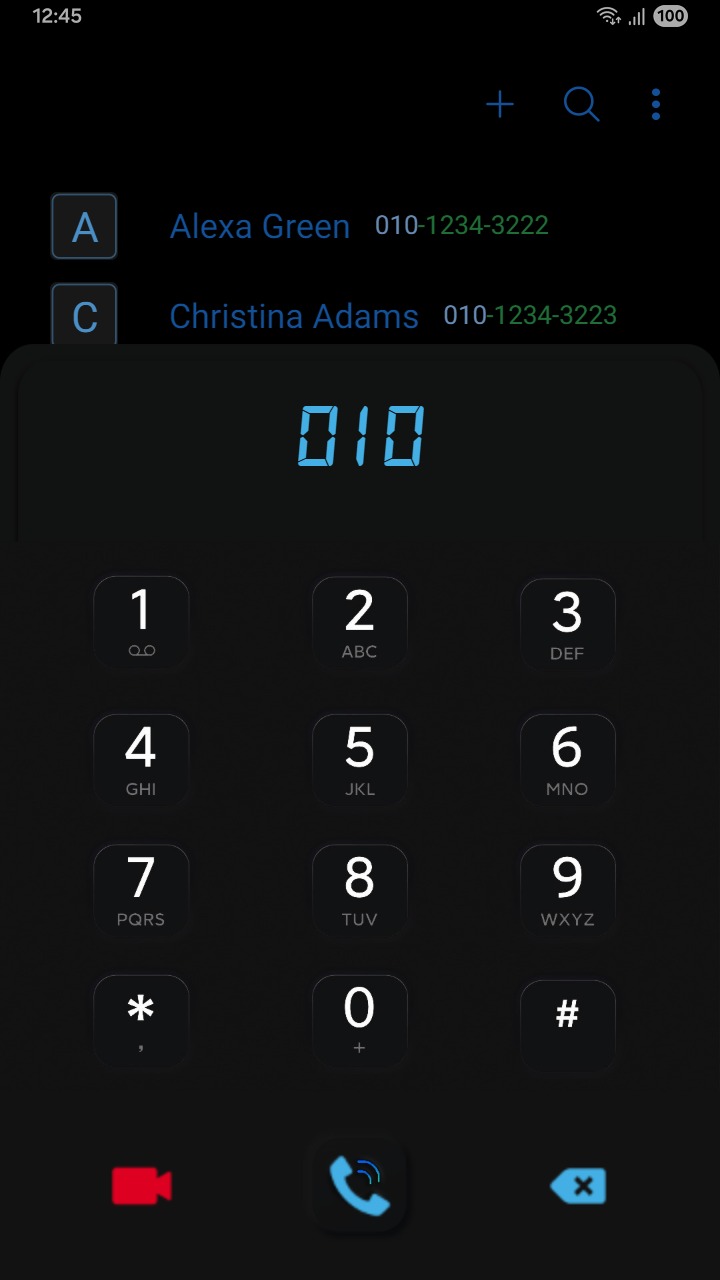 12:45 100
A Alexa Green 010-1234-3222
C Christina Adams 010-1234-3223
010
1 2 3
ABC DEF
4 5 6
GHI JKL MNO
7 8 9
PQRS TUV WXYZ
* 0 #
, +